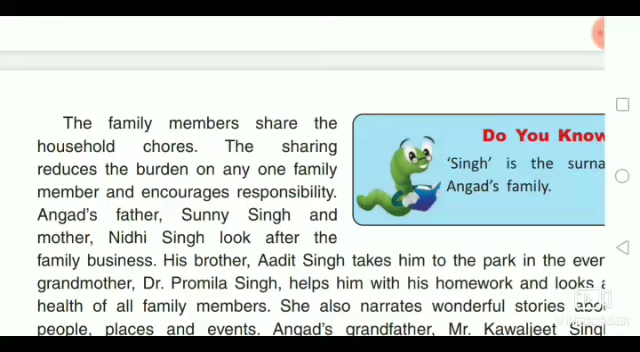 The family members share the
household chores. The sharing
reduces the burden on any one family
member and encourages responsibility.
Angad's father, Sunny Singh and
mother, Nidhi Singh look after the
family business. His brother, Aadit Singh takes him to the park in the
grandmother, Dr. Promila Singh, helps him with his homework and looks
health of all family members. She also narrates wonderful stories
people, places and events. Angad's grandfather, Mr. Kawaljeet
Do You
'Singh' is the
Angad's family.